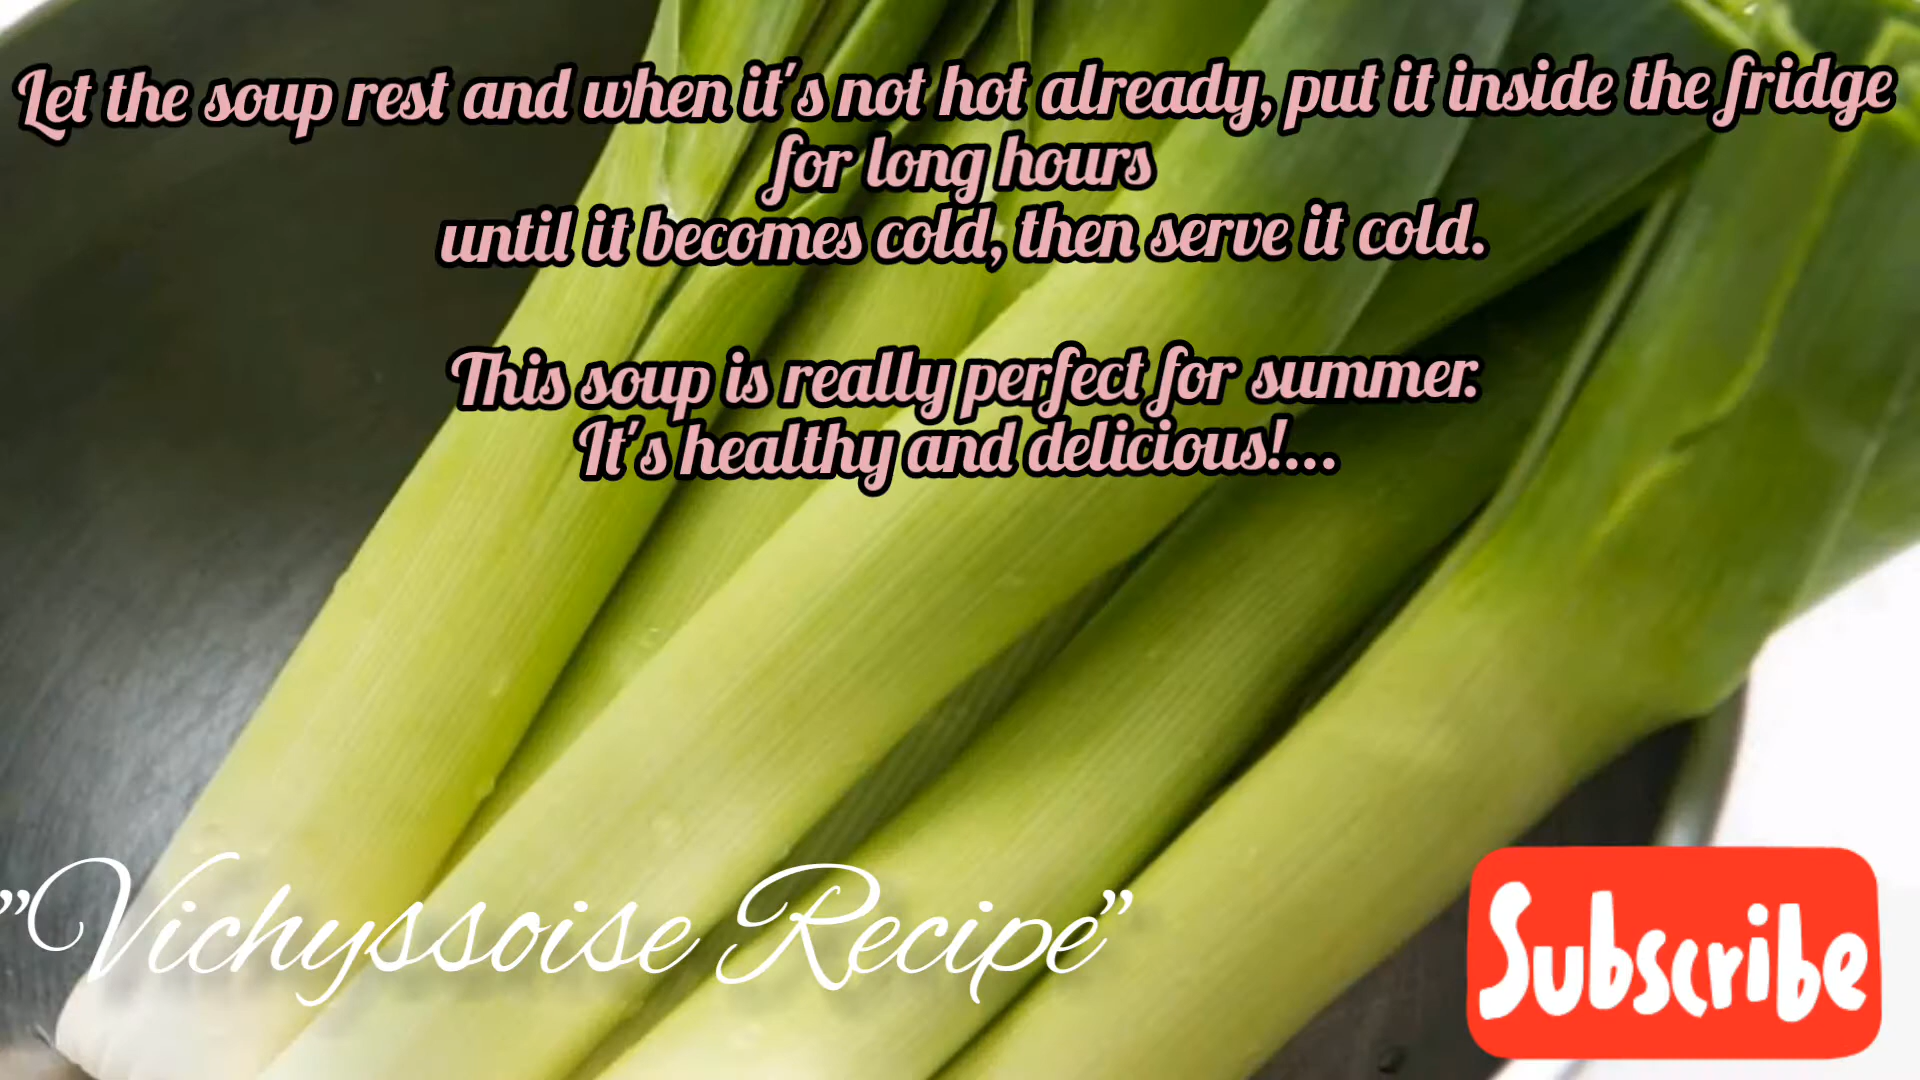 Let the soup rest and when it's not hot already, put it inside the fridge
for long hours
until it becomes cold, then serve it cold.
This soup is really perfect for summer.
It's healthy and delicious!...
"Vichyssoise Recipe"
Subscribe